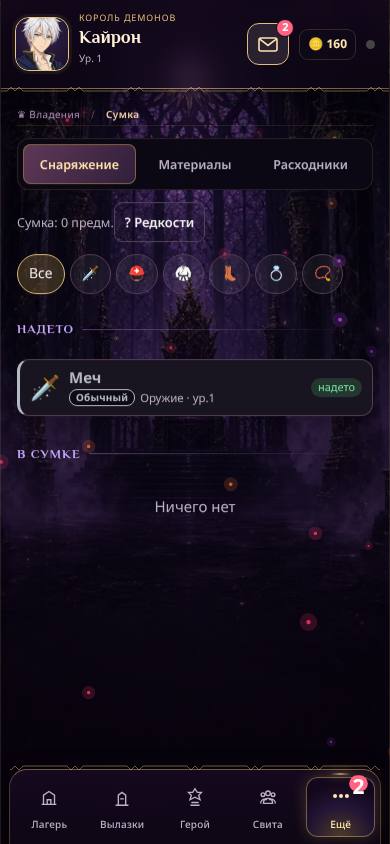 КОРОЛЬ ДЕМОНОВ
Кайрон
Ур. 1
2
160
Владения / Сумка
Снаряжение Материалы Расходники
Сумка: 0 предм. ? Редкости
Все
НАДЕТО
Меч
Обычный Оружие · ур.1
надето
В СУМКЕ
Ничего нет
2
Лагерь Вылазки Герой Свита Ещё